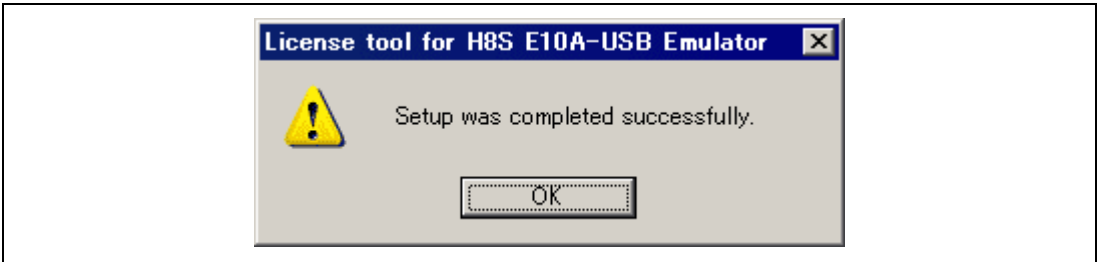 License tool for H8S E10A-USB Emulator
Setup was completed successfully.
OK